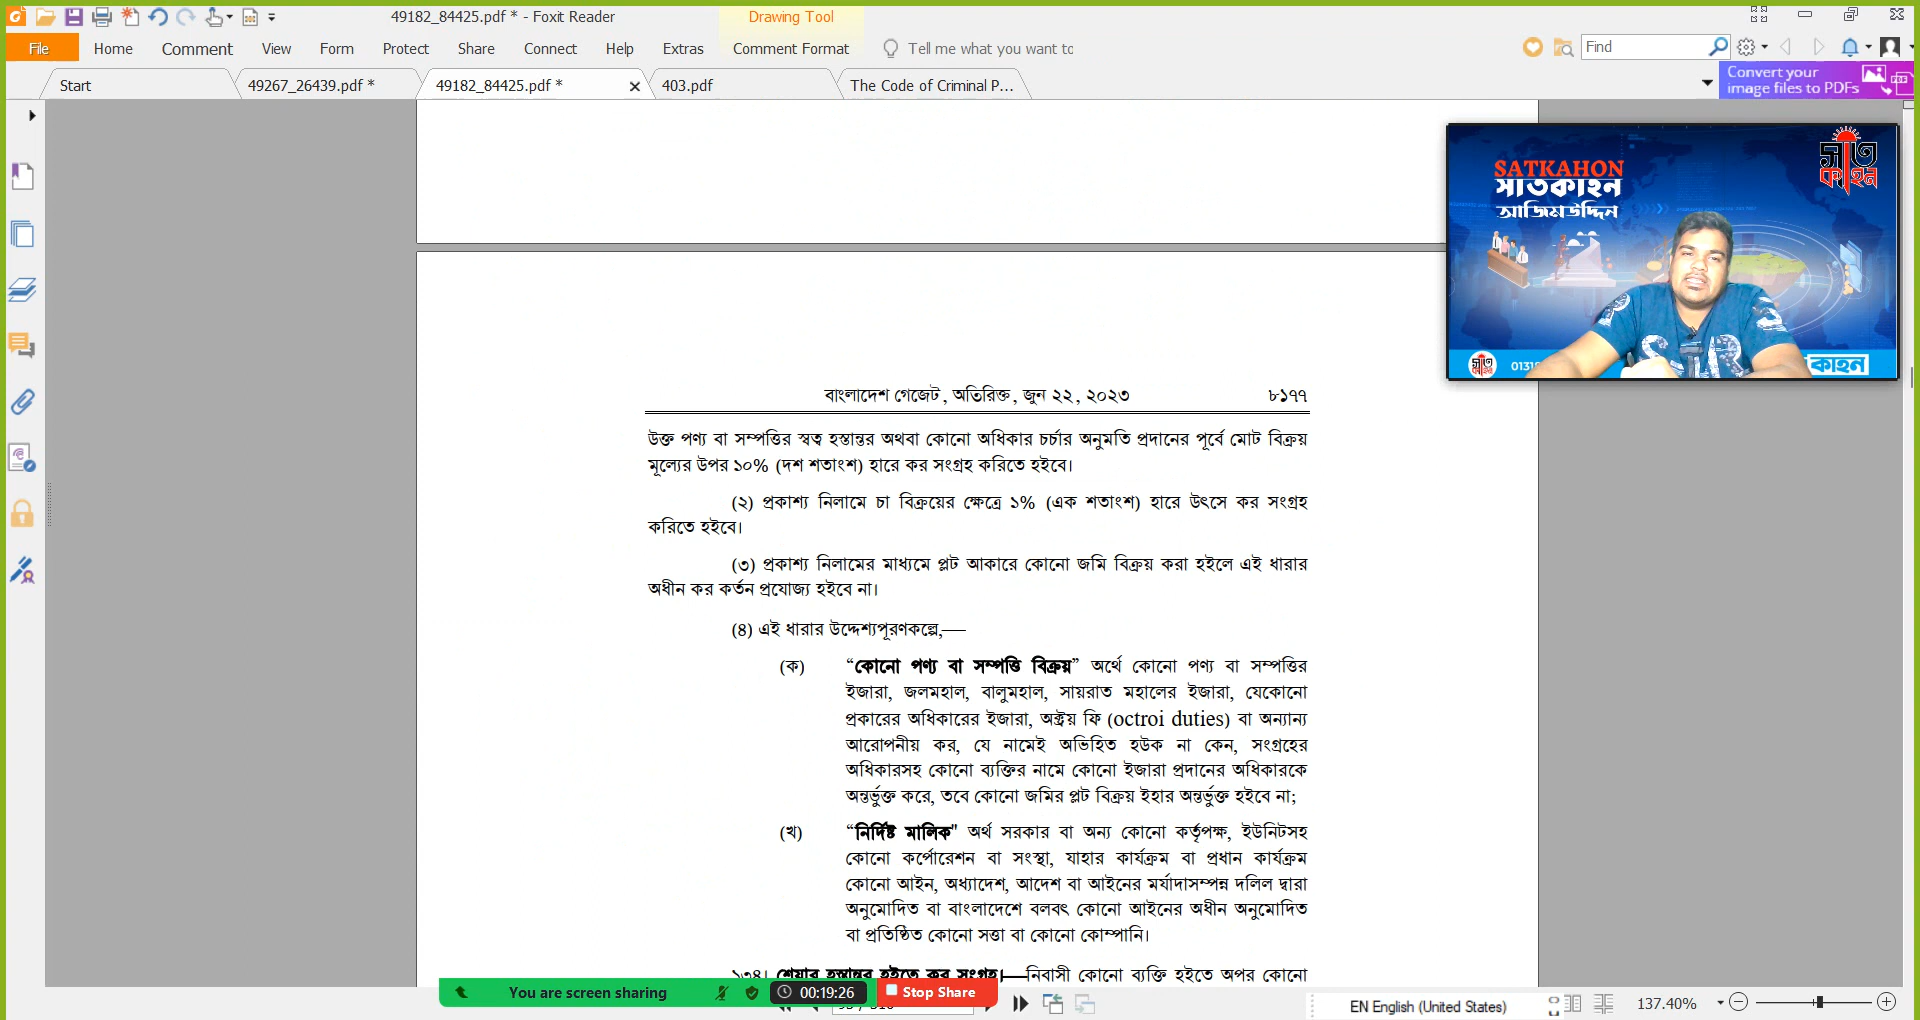 49182_84425.pdf * - Foxit Reader
Drawing Tool
File Home Comment View Form Protect Share Connect Help Extras Comment Format Tell me what you want to
Find
Start 49267_26439.pdf * 49182_84425.pdf * 403.pdf The Code of Criminal P...
Convert your
image files to PDFs
SATKAHON
সাতকাহন
আজিমউদ্দিন
সাত
কাহন
কাহন
বাংলাদেশ গেজেট, অতিরিক্ত, জুন ২২, ২০২৩ ৮১৭৭
উক্ত পণ্য বা সম্পত্তির স্বত্ব হস্তান্তর অথবা কোনো অধিকার চর্চার অনুমতি প্রদানের পূর্বে মোট বিক্রয়
মূল্যের উপর ১০% (দশ শতাংশ) হারে কর সংগ্রহ করিতে হইবে।
(২) প্রকাশ্য নিলামে চা বিক্রয়ের ক্ষেত্রে ১% (এক শতাংশ) হারে উৎসে কর সংগ্রহ
করিতে হইবে।
(৩) প্রকাশ্য নিলামের মাধ্যমে প্লট আকারে কোনো জমি বিক্রয় করা হইলে এই ধারার
অধীন কর কর্তন প্রযোজ্য হইবে না।
(৪) এই ধারার উদ্দেশ্যপূরণকল্পে,—
(ক) “কোনো পণ্য বা সম্পত্তি বিক্রয়” অর্থে কোনো পণ্য বা সম্পত্তির
ইজারা, জলমহাল, বালুমহাল, সায়রাত মহালের ইজারা, যেকোনো
প্রকারের অধিকারের ইজারা, অক্ট্রয় ফি (octroi duties) বা অন্যান্য
আরোপনীয় কর, যে নামেই অভিহিত হউক না কেন, সংগ্রহের
অধিকারসহ কোনো ব্যক্তির নামে কোনো ইজারা প্রদানের অধিকারকে
অন্তর্ভুক্ত করে, তবে কোনো জমির প্লট বিক্রয় ইহার অন্তর্ভুক্ত হইবে না;
(খ) “নির্দিষ্ট মালিক" অর্থ সরকার বা অন্য কোনো কর্তৃপক্ষ, ইউনিটসহ
কোনো কর্পোরেশন বা সংস্থা, যাহার কার্যক্রম বা প্রধান কার্যক্রম
কোনো আইন, অধ্যাদেশ, আদেশ বা আইনের মর্যাদাসম্পন্ন দলিল দ্বারা
অনুমোদিত বা বাংলাদেশে বলবৎ কোনো আইনের অধীন অনুমোদিত
বা প্রতিষ্ঠিত কোনো সত্তা বা কোনো কোম্পানি।
১৩৪। শেয়ার হস্তান্তর হইতে কর সংগ্রহ।—নিবাসী কোনো ব্যক্তি হইতে অপর কোনো
You are screen sharing 00:19:26 Stop Share
EN English (United States) 137.40%